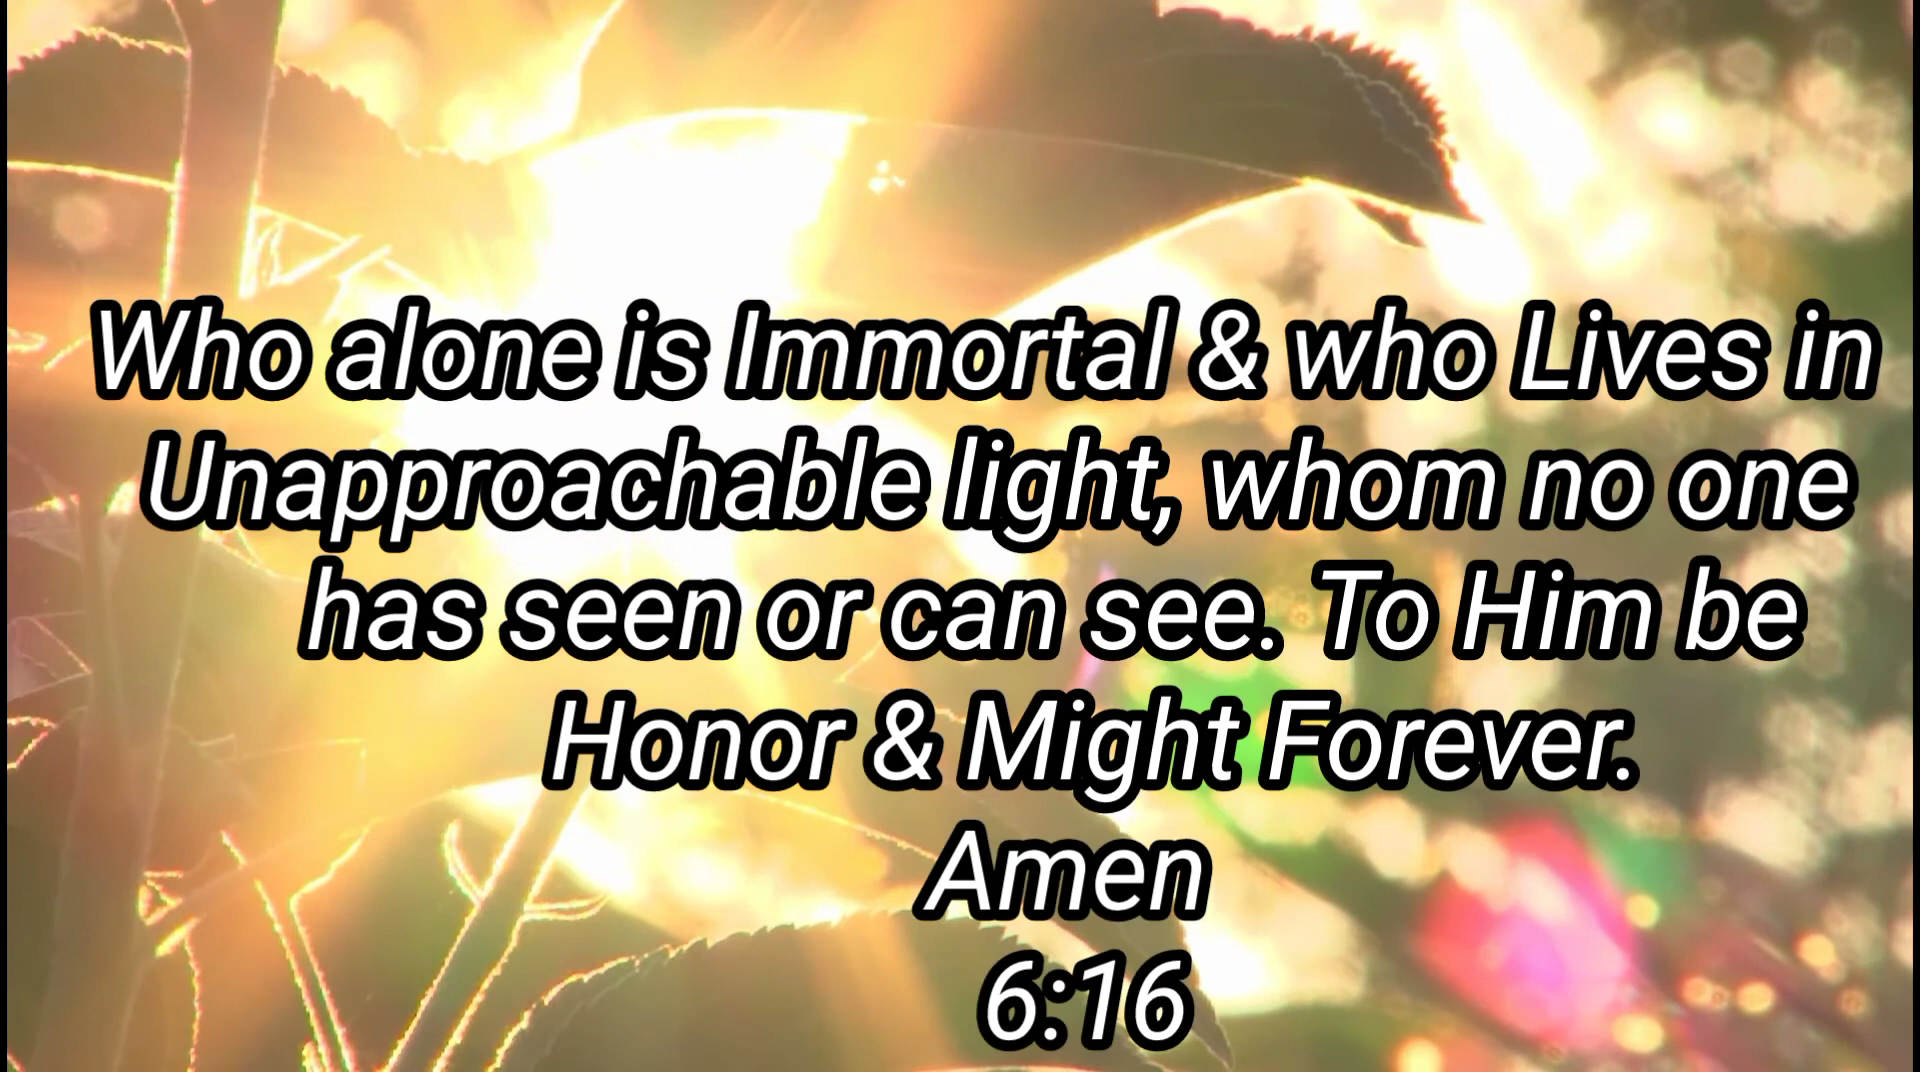 Who alone is Immortal & who Lives in
Unapproachable light, whom no one
has seen or can see. To Him be
Honor & Might Forever.
Amen
6:16